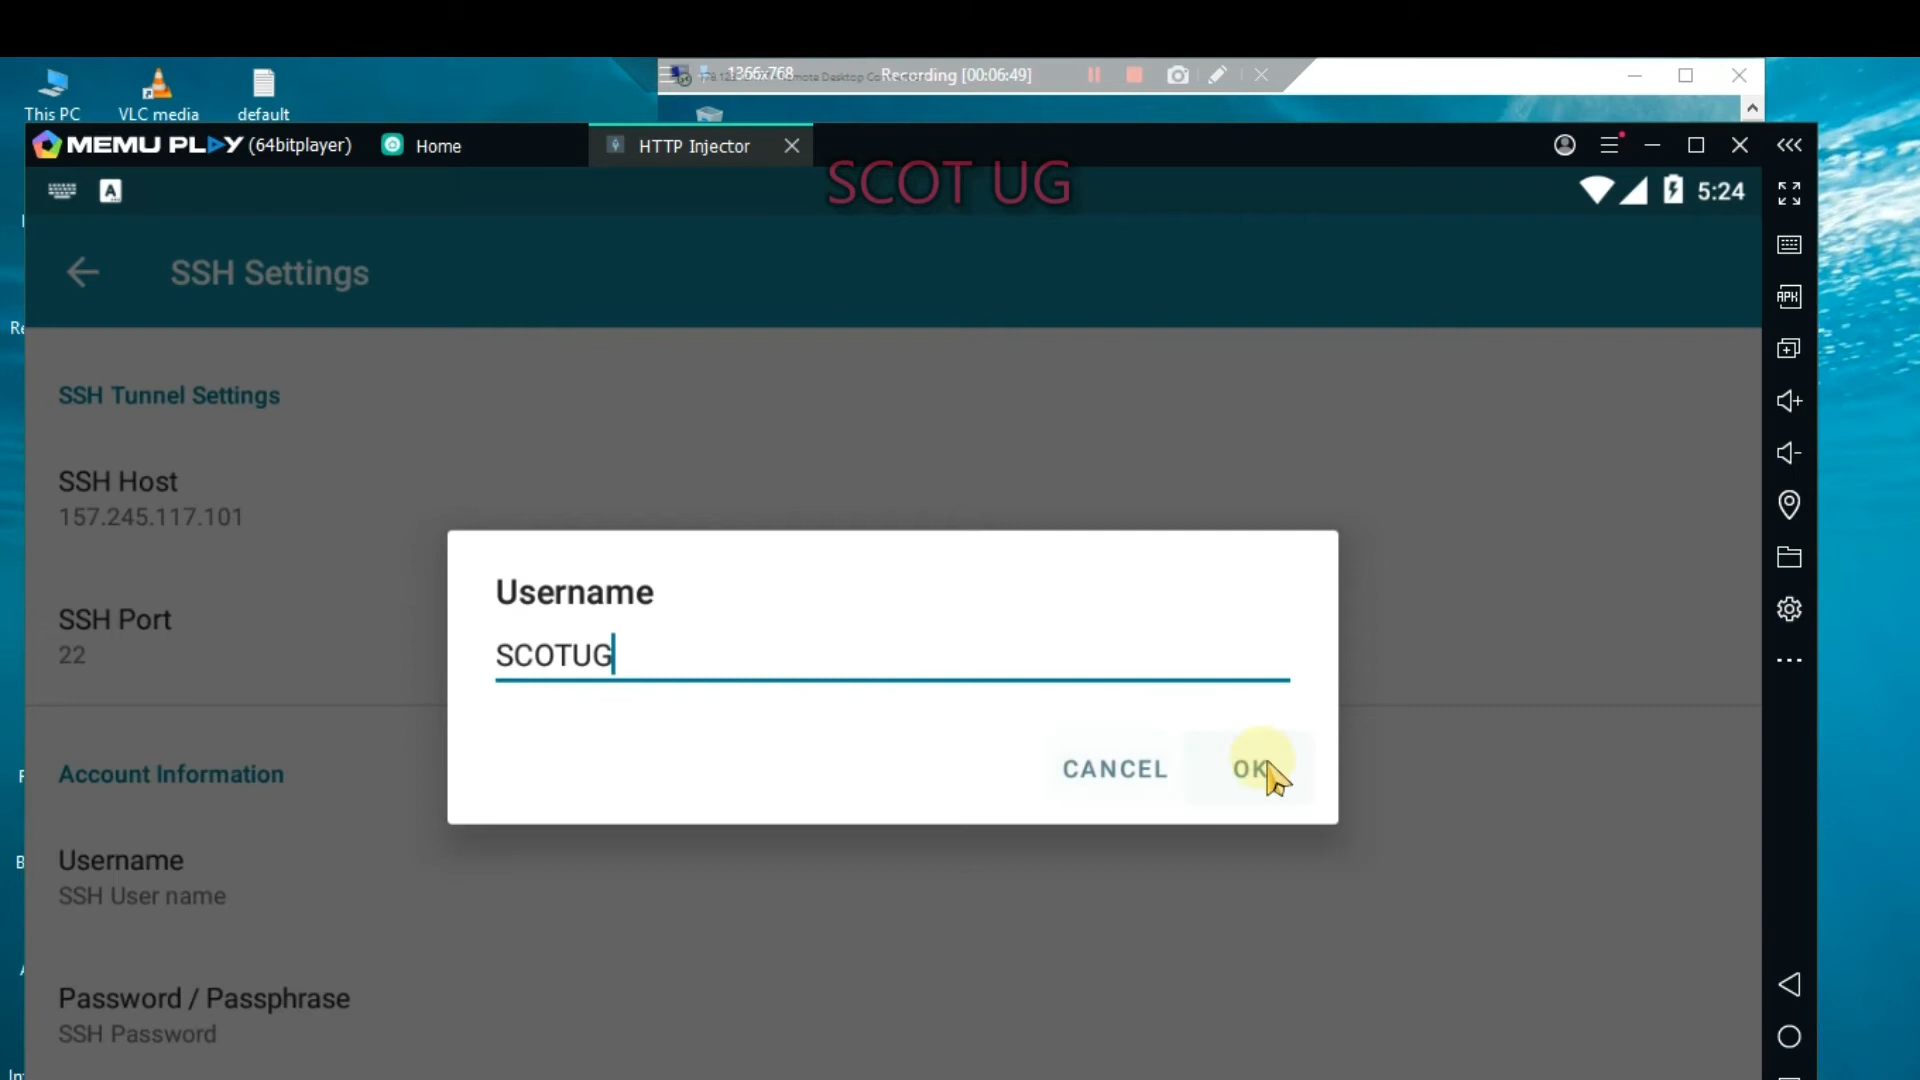 1366x768
Recording [00:06:49]
This PC
VLC media
default
MEMU PLAY (64bitplayer)
Home
HTTP Injector
SCOT UG
A
5:24
SSH Settings
APK
SSH Tunnel Settings
SSH Host
157.245.117.101
SSH Port
22
Username
SCOTUG
CANCEL
OK
Account Information
Username
SSH User name
Password / Passphrase
SSH Password